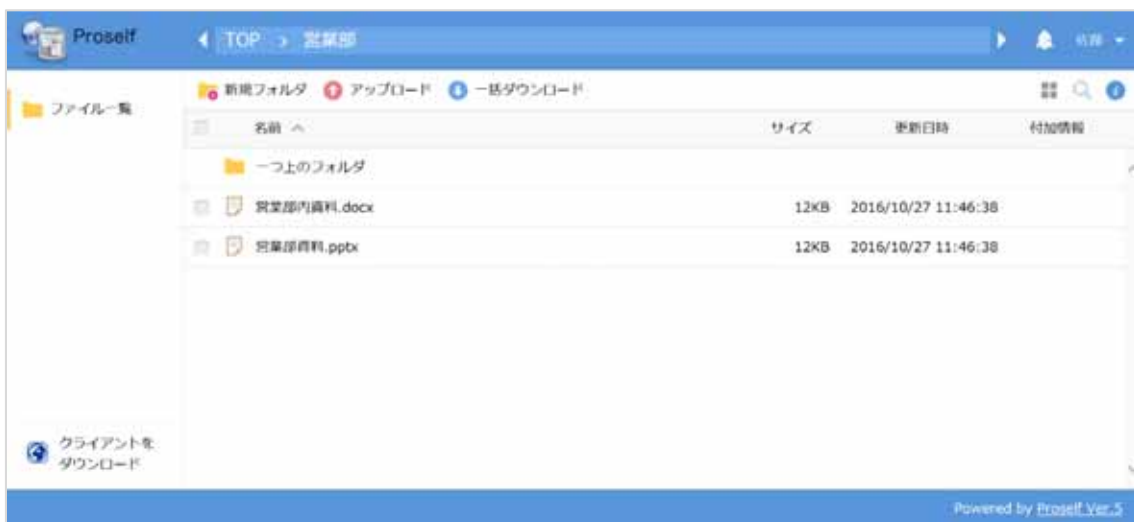 Proself
TOP > 営業部
佐藤
ファイル一覧
新規フォルダ アップロード 一括ダウンロード
名前 サイズ 更新日時 付加情報
一つ上のフォルダ
営業部内資料.docx 12KB 2016/10/27 11:46:38
営業部資料.pptx 12KB 2016/10/27 11:46:38
クライアントを
ダウンロード
Powered by Proself Ver.5